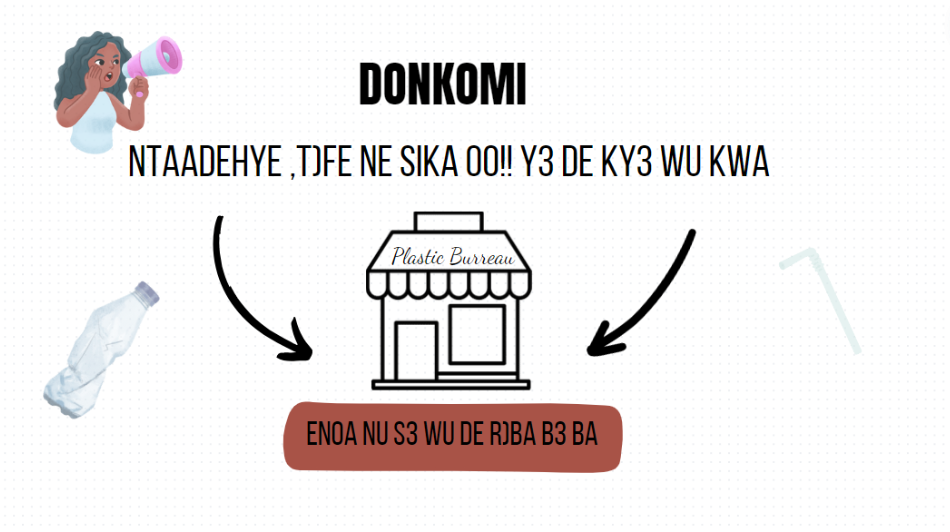 DONKOMI
NTAADEHYE ,T)FE NE SIKA OO!! Y3 DE KY3 WU KWA
Plastic Burreau
ENOA NU S3 WU DE R)BA B3 BA